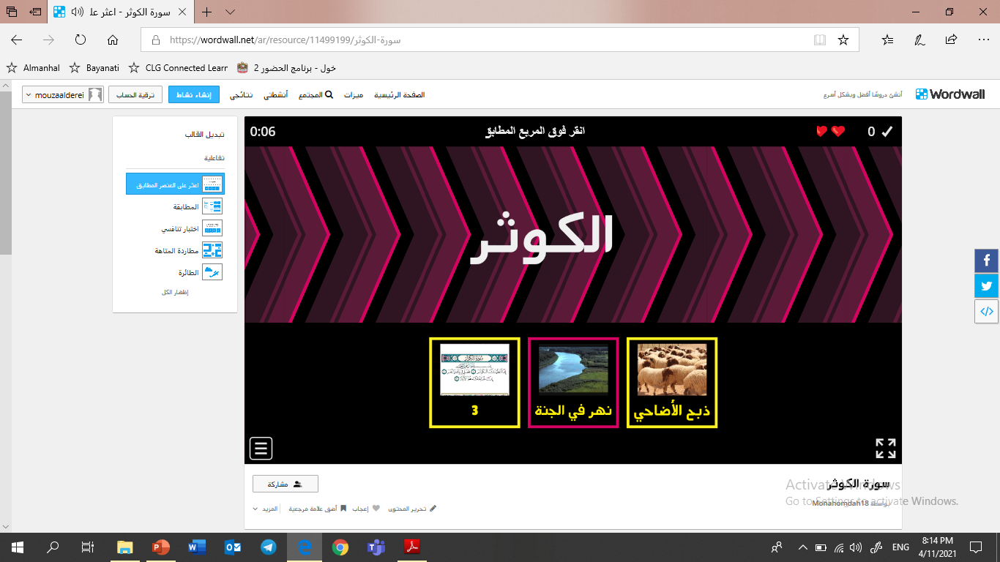 سورة الكوثر - اعثر عل
https://wordwall.net/ar/resource/11499199/سورة-الكوثر
Almanhal
Bayanati
CLG Connected Learr
خول - برنامج الحضور 2
mouzaalderei
ترقية الحساب
إنشاء نشاط
نتائجي
أنشطتي
المجتمع
ميزات
الصفحة الرئيسية
أنشئ دروسًا أفضل وبشكل أسرع
Wordwall
تبديل القالب
تفاعلية
اعثر على العنصر المطابق
المطابقة
اختبار تنافسي
مطاردة المتاهة
الطائرة
إظهار الكل
0:06
انقر فوق المربع المطابق
0
الكوثر
3
نهر في الجنة
ذبح الأضاحي
مشاركة
سورة الكوثر
بواسطة Monahomdah18
تحرير المحتوى
إعجاب
أضف علامة مرجعية
المزيد
Activate Windows
Go to Settings to activate Windows.
ENG
8:14 PM
4/11/2021